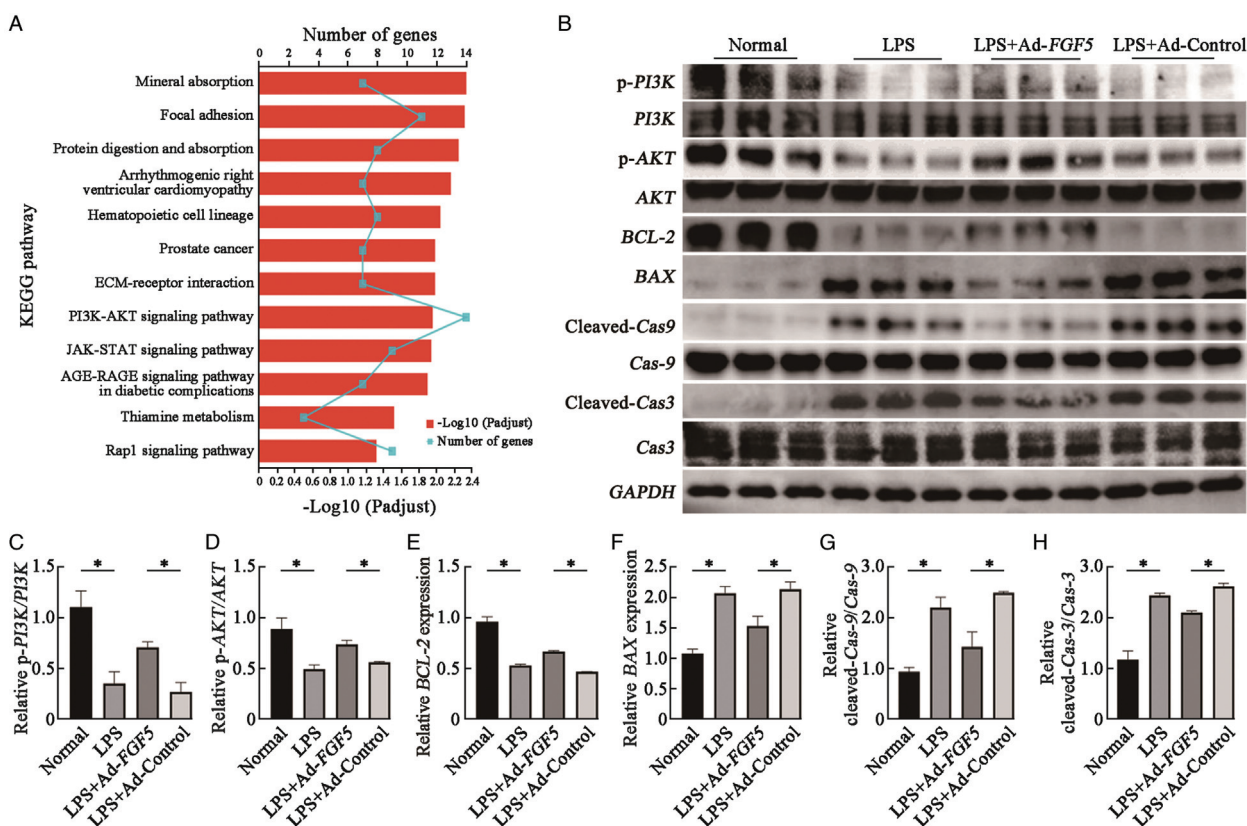 A
Number of genes
0 2 4 6 8 10 12 14
Mineral absorption
Focal adhesion
Protein digestion and absorption
Arrhythmogenic right
ventricular cardiomyopathy
Hematopoietic cell lineage
Prostate cancer
ECM-receptor interaction
PI3K-AKT signaling pathway
JAK-STAT signaling pathway
AGE-RAGE signaling pathway
in diabetic complications
Thiamine metabolism
Rap1 signaling pathway
KEGG pathway
-Log10 (Padjust)
Number of genes
0 0.2 0.4 0.6 0.8 1.0 1.2 1.4 1.6 1.8 2.0 2.2 2.4
-Log10 (Padjust)
B
Normal LPS LPS+Ad-FGF5 LPS+Ad-Control
p-PI3K
PI3K
p-AKT
AKT
BCL-2
BAX
Cleaved-Cas9
Cas-9
Cleaved-Cas3
Cas3
GAPDH
C
Relative p-PI3K/PI3K
1.5
1.0
0.5
0
* *
Normal
LPS
LPS+Ad-FGF5
LPS+Ad-Control
D
Relative p-AKT/AKT
1.5
1.0
0.5
0
* *
Normal
LPS
LPS+Ad-FGF5
LPS+Ad-Control
E
Relative BCL-2 expression
1.5
1.0
0.5
0
* *
Normal
LPS
LPS+Ad-FGF5
LPS+Ad-Control
F
Relative BAX expression
2.5
2.0
1.5
1.0
0.5
0
* *
Normal
LPS
LPS+Ad-FGF5
LPS+Ad-Control
G
Relative
cleaved-Cas-9/Cas-9
3.0
2.0
1.0
0
* *
Normal
LPS
LPS+Ad-FGF5
LPS+Ad-Control
H
Relative
cleaved-Cas-3/Cas-3
3.0
2.0
1.0
0
* *
Normal
LPS
LPS+Ad-FGF5
LPS+Ad-Control